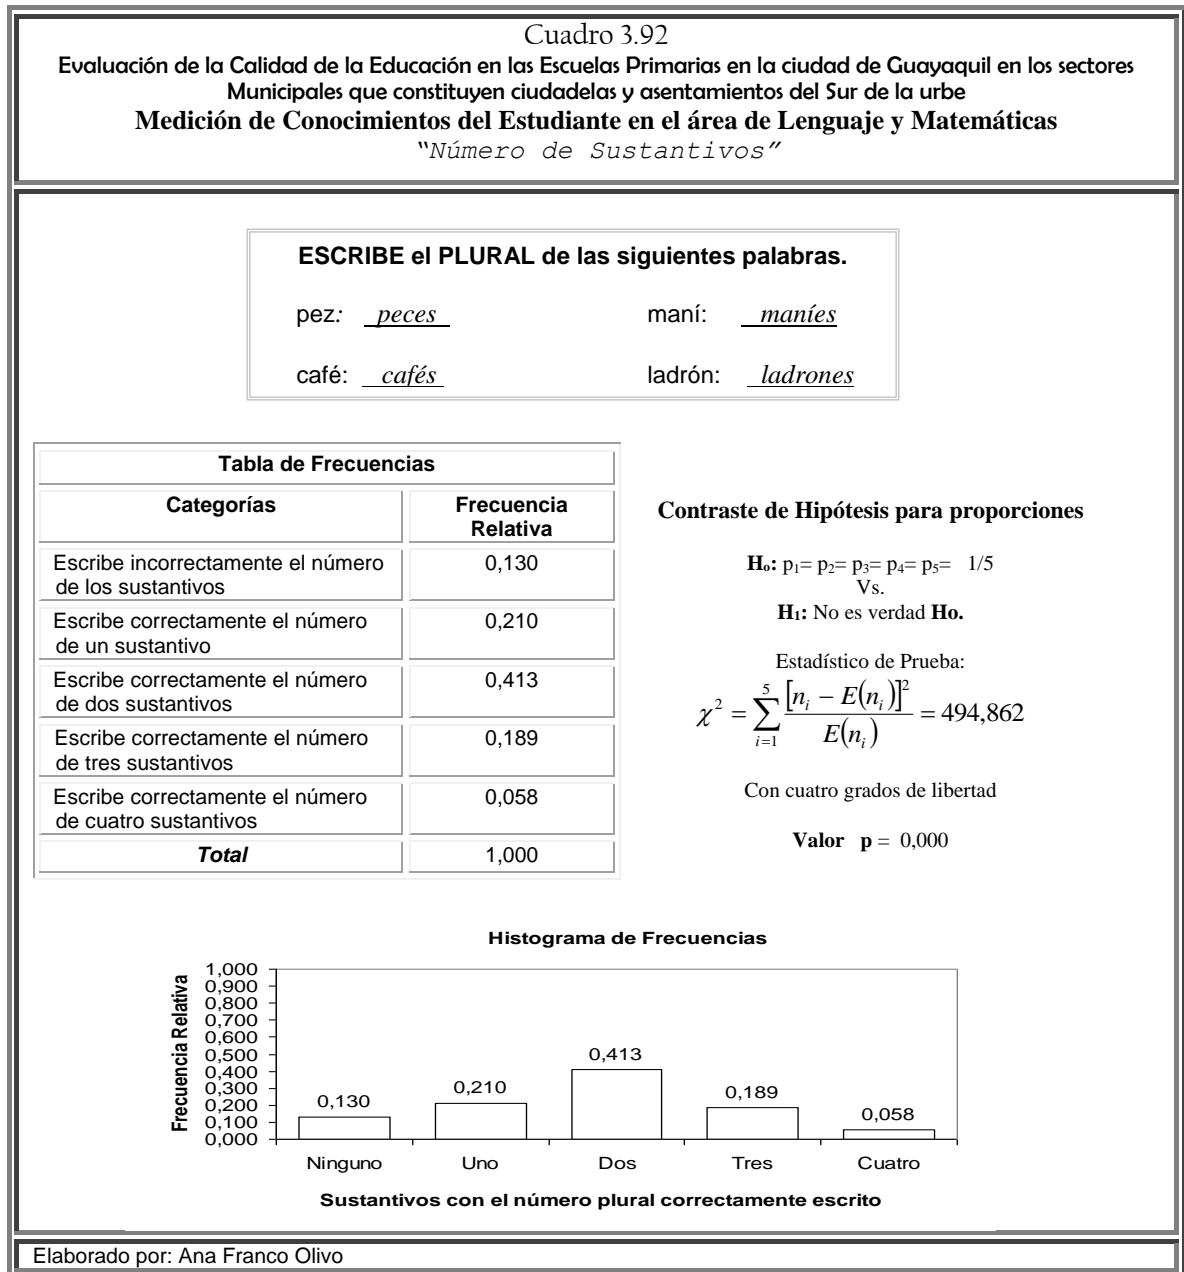 Cuadro 3.92
Evaluación de la Calidad de la Educación en las Escuelas Primarias en la ciudad de Guayaquil en los sectores
Municipales que constituyen ciudadelas y asentamientos del Sur de la urbe
Medición de Conocimientos del Estudiante en el área de Lenguaje y Matemáticas
"Número de Sustantivos"
ESCRIBE el PLURAL de las siguientes palabras.
pez: peces maní: maníes
café: cafés ladrón: ladrones
Tabla de Frecuencias
Categorías Frecuencia
Relativa
Escribe incorrectamente el número 0,130
de los sustantivos
Escribe correctamente el número 0,210
de un sustantivo
Escribe correctamente el número 0,413
de dos sustantivos
Escribe correctamente el número 0,189
de tres sustantivos
Escribe correctamente el número 0,058
de cuatro sustantivos
Total 1,000
Contraste de Hipótesis para proporciones
Ho: p1= p2= p3= p4= p5= 1/5
Vs.
H1: No es verdad Ho.
Estadístico de Prueba:
χ² = ∑ i=1 5 [ni − E(ni)]² / E(ni) = 494,862
Con cuatro grados de libertad
Valor p = 0,000
Histograma de Frecuencias
Frecuencia Relativa
1,000
0,900
0,800
0,700
0,600
0,500
0,400
0,300
0,200
0,100
0,000
0,130 0,210 0,413 0,189 0,058
Ninguno Uno Dos Tres Cuatro
Sustantivos con el número plural correctamente escrito
Elaborado por: Ana Franco Olivo